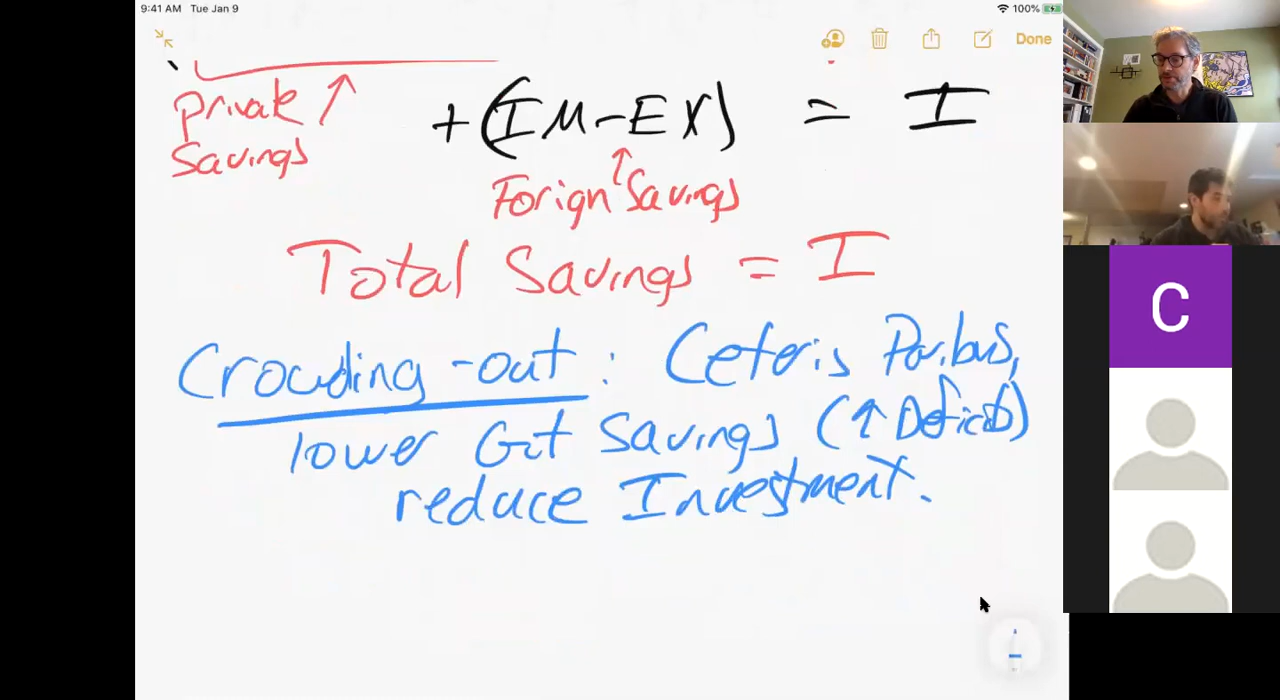 9:41 AM Tue Jan 9
100%
Done
Private
Savings
+ (IM - EX) = I
Forign Savings
Total Savings = I
Crowding-out : Ceteris Paribus,
lower Gvt Savings (↑ Deficits)
reduce Investment.
C